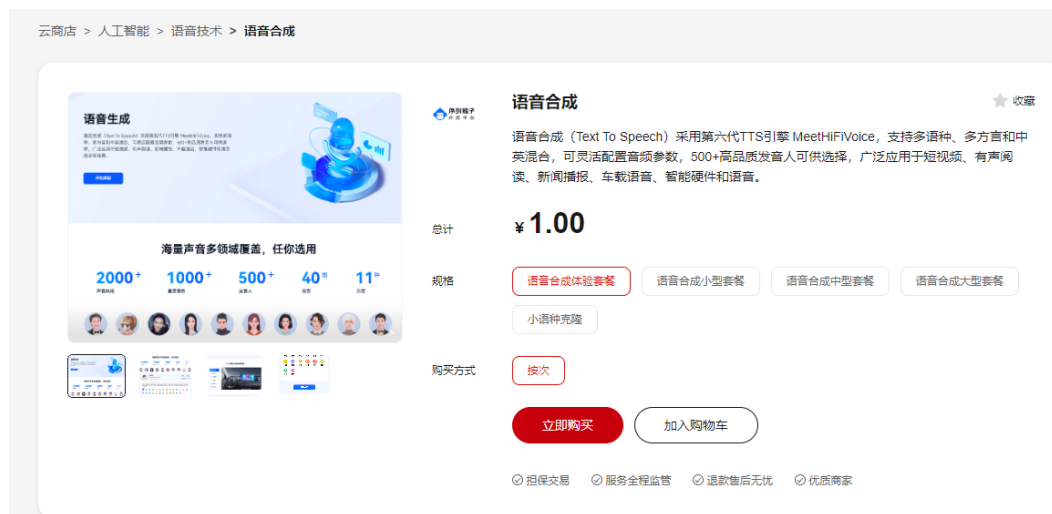 云商店 > 人工智能 > 语音技术 > 语音合成
语音生成
海量声音多领域覆盖，任你选用
2000+
1000+
500+
40
11
序列猴子
开放平台
语音合成
收藏
语音合成（Text To Speech）采用第六代TTS引擎 MeetHiFiVoice，支持多语种、多方言和中
英混合，可灵活配置音频参数，500+高品质发音人可供选择，广泛应用于短视频、有声阅
读、新闻播报、车载语音、智能硬件和语音。
总计
¥ 1.00
规格
语音合成体验套餐
语音合成小型套餐
语音合成中型套餐
语音合成大型套餐
小语种克隆
购买方式
按次
立即购买
加入购物车
担保交易
服务全程监管
退款售后无忧
优质商家